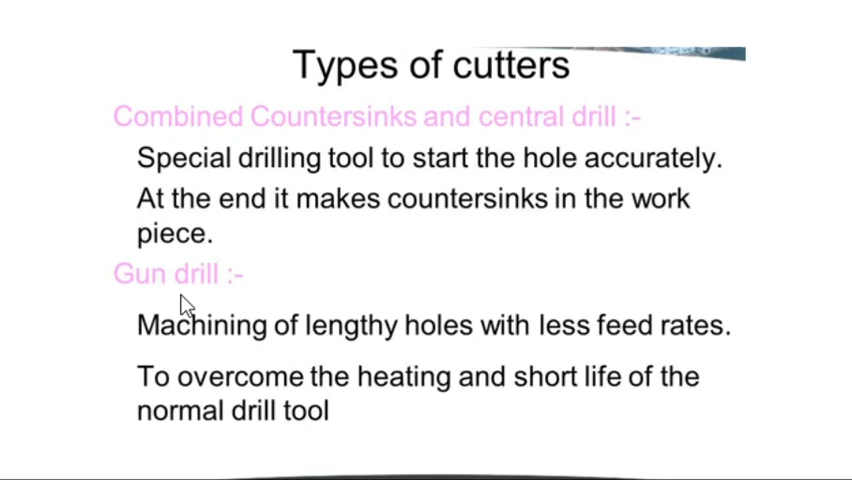 Types of cutters
Combined Countersinks and central drill :-
Special drilling tool to start the hole accurately.
At the end it makes countersinks in the work
piece.
Gun drill :-
Machining of lengthy holes with less feed rates.
To overcome the heating and short life of the
normal drill tool